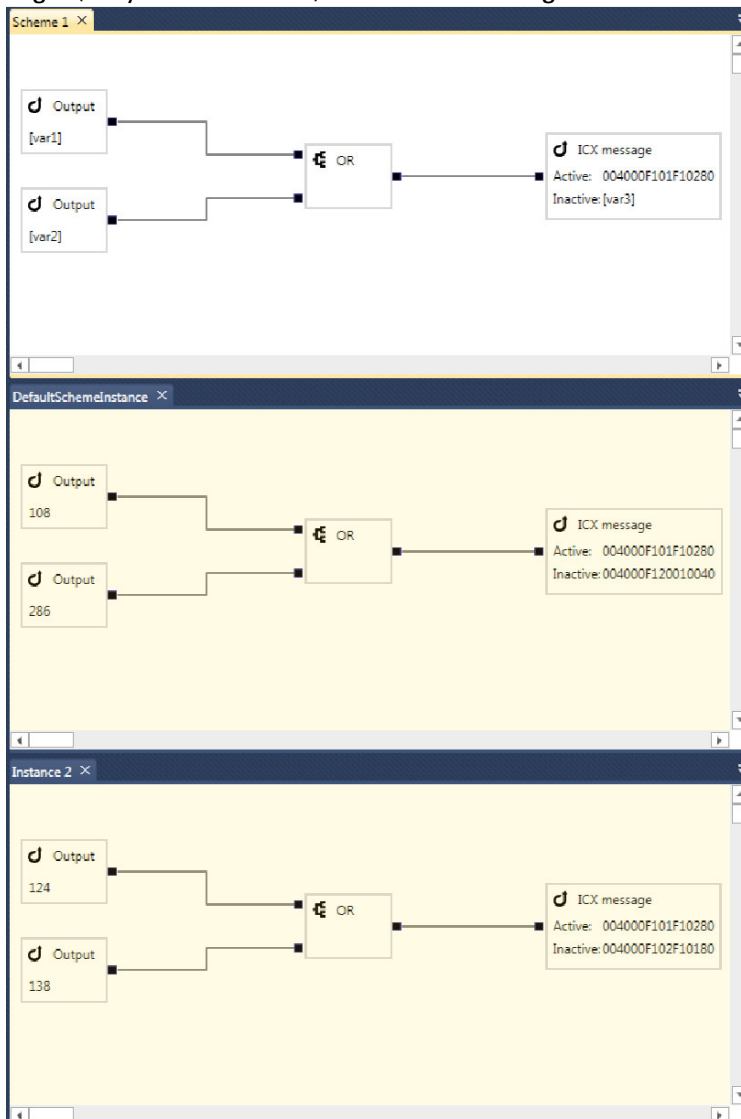 Scheme 1
Output
[var1]
OR
ICX message
Active: 004000F101F10280
Inactive: [var3]
Output
[var2]
DefaultSchemeInstance
Output
108
OR
ICX message
Active: 004000F101F10280
Inactive: 004000F120010040
Output
286
Instance 2
Output
124
OR
ICX message
Active: 004000F101F10280
Inactive: 004000F102F10180
Output
138